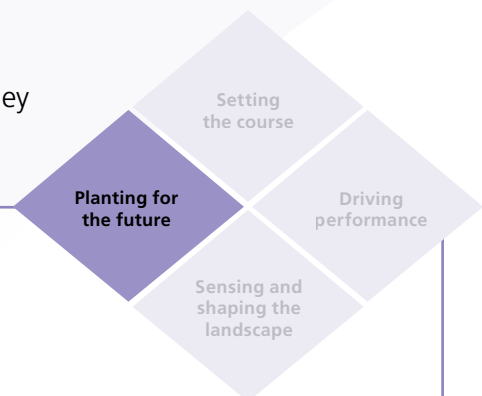 ey
Setting
the course
Planting for
the future
Driving
performance
Sensing and
shaping the
landscape